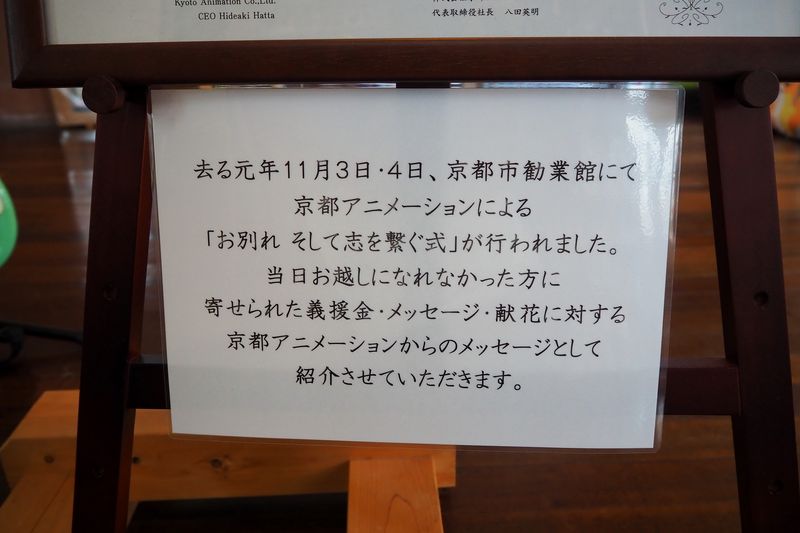 Kyoto Animation Co.,Ltd.
CEO Hideaki Hatta
代表取締役社長 八田英明
去る元年11月3日・4日、京都市勧業館にて
京都アニメーションによる
「お別れ そして志を繋ぐ式」が行われました。
当日お越しになれなかった方に
寄せられた義援金・メッセージ・献花に対する
京都アニメーションからのメッセージとして
紹介させていただきます。